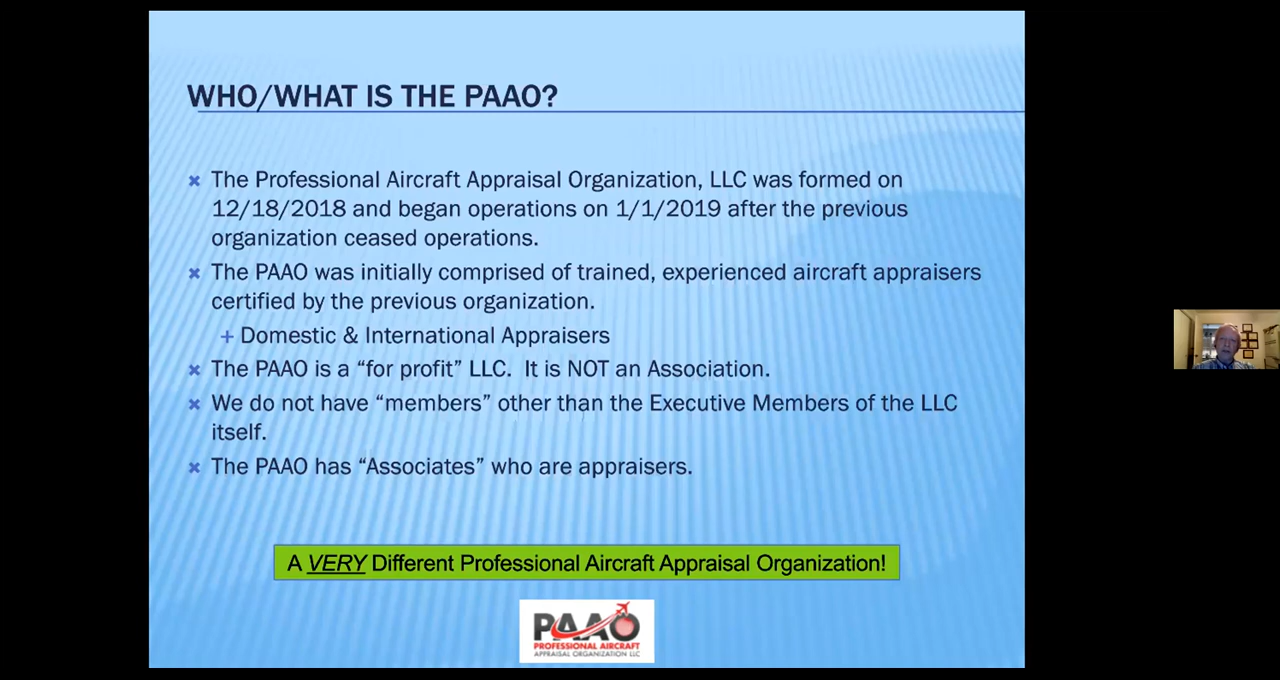 WHO/WHAT IS THE PAAO?
The Professional Aircraft Appraisal Organization, LLC was formed on
12/18/2018 and began operations on 1/1/2019 after the previous
organization ceased operations.
The PAAO was initially comprised of trained, experienced aircraft appraisers
certified by the previous organization.
Domestic & International Appraisers
The PAAO is a “for profit” LLC.  It is NOT an Association.
We do not have “members” other than the Executive Members of the LLC
itself.
The PAAO has “Associates” who are appraisers.
A VERY Different Professional Aircraft Appraisal Organization!
PAAO
PROFESSIONAL AIRCRAFT
APPRAISAL ORGANIZATION LLC